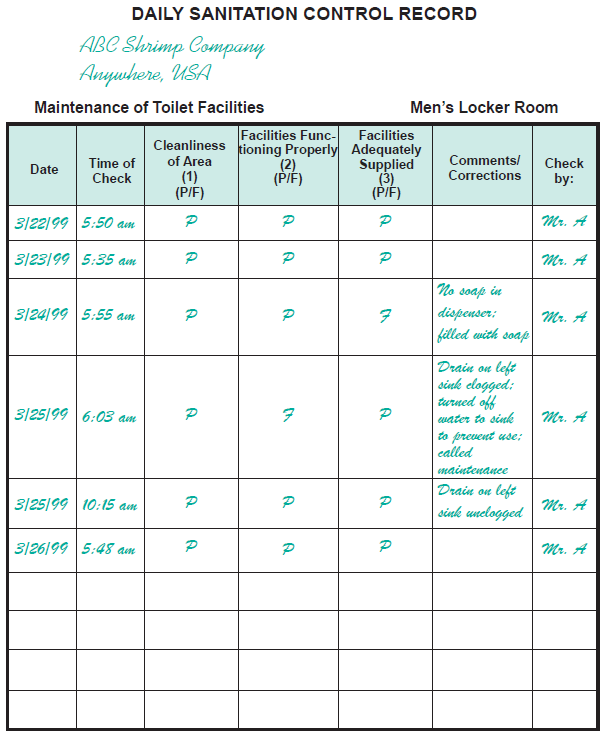 DAILY SANITATION CONTROL RECORD
ABC Shrimp Company
Anywhere, USA
Maintenance of Toilet Facilities Men's Locker Room
Date
Time of
Check
Cleanliness
of Area
(1)
(P/F)
Facilities Func-
tioning Properly
(2)
(P/F)
Facilities
Adequately
Supplied
(3)
(P/F)
Comments/
Corrections
Check
by:
3/22/99 5:50 am P P P Mr. A
3/23/99 5:35 am P P P Mr. A
3/24/99 5:55 am P P F
No soap in
dispenser;
filled with soap
Mr. A
3/25/99 6:03 am P F P
Drain on left
sink clogged;
turned off
water to sink
to prevent use;
called
maintenance
Mr. A
3/25/99 10:15 am P P P
Drain on left
sink unclogged
Mr. A
3/26/99 5:48 am P P P Mr. A